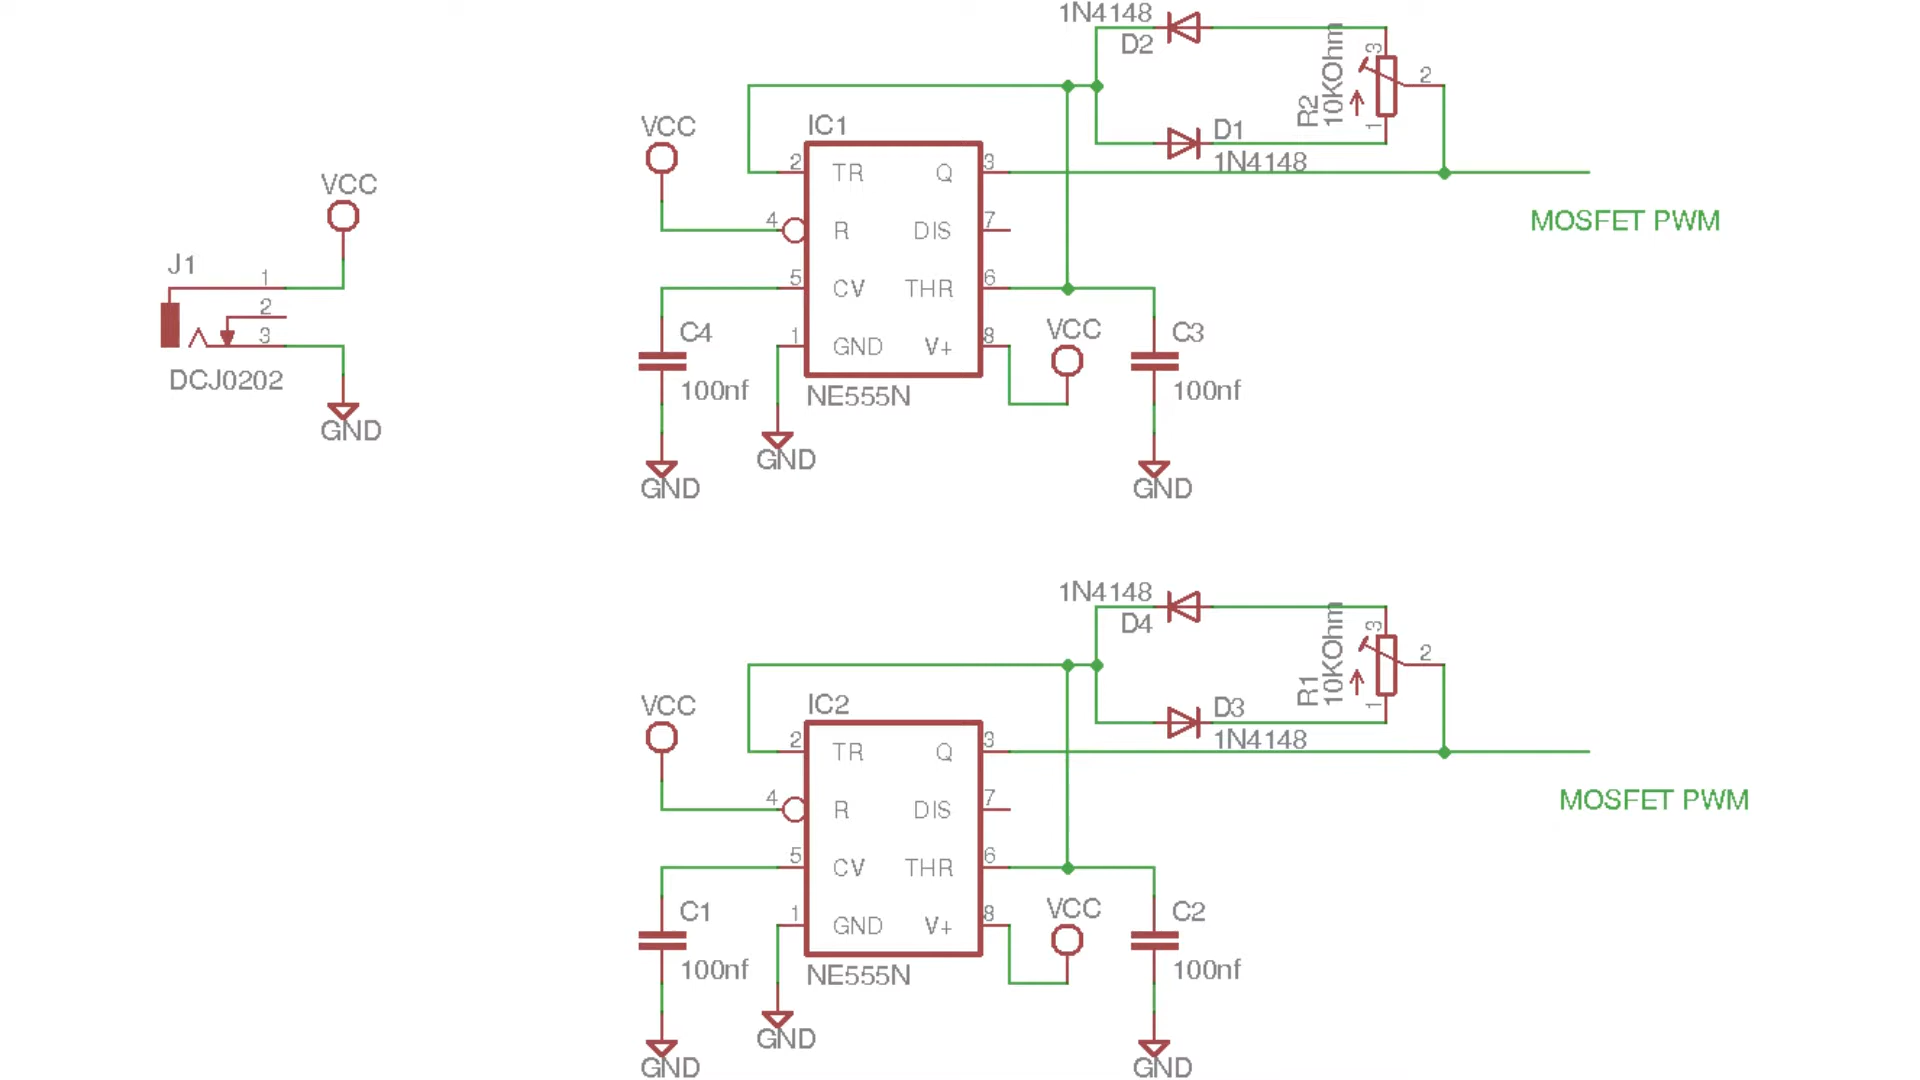 VCC
J1
1
2
3
DCJ0202
GND
1N4148
D2
3
R2
10KOhm
2
1
D1
1N4148
VCC
IC1
2 TR Q 3
4 R DIS 7
5 CV THR 6
1 GND V+ 8
NE555N
MOSFET PWM
C4
100nf
GND
GND
VCC
C3
100nf
GND
1N4148
D4
3
R1
10KOhm
2
1
D3
1N4148
VCC
IC2
2 TR Q 3
4 R DIS 7
5 CV THR 6
1 GND V+ 8
NE555N
MOSFET PWM
C1
100nf
GND
GND
VCC
C2
100nf
GND